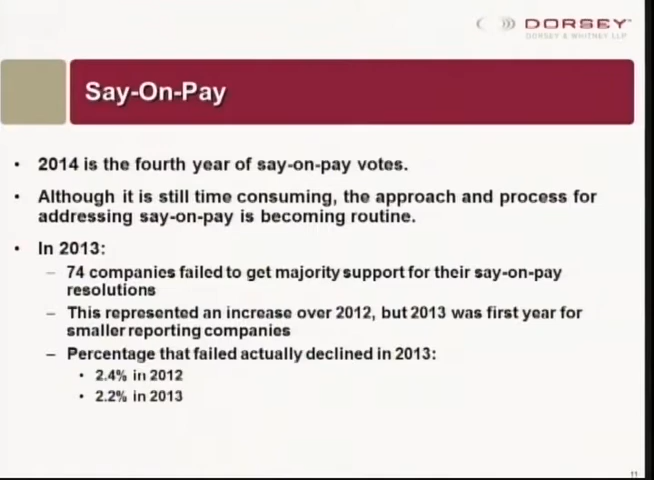 DORSEY™
DORSEY & WHITNEY LLP
Say-On-Pay
• 2014 is the fourth year of say-on-pay votes.
• Although it is still time consuming, the approach and process for
addressing say-on-pay is becoming routine.
• In 2013:
– 74 companies failed to get majority support for their say-on-pay
resolutions
– This represented an increase over 2012, but 2013 was first year for
smaller reporting companies
– Percentage that failed actually declined in 2013:
• 2.4% in 2012
• 2.2% in 2013
11